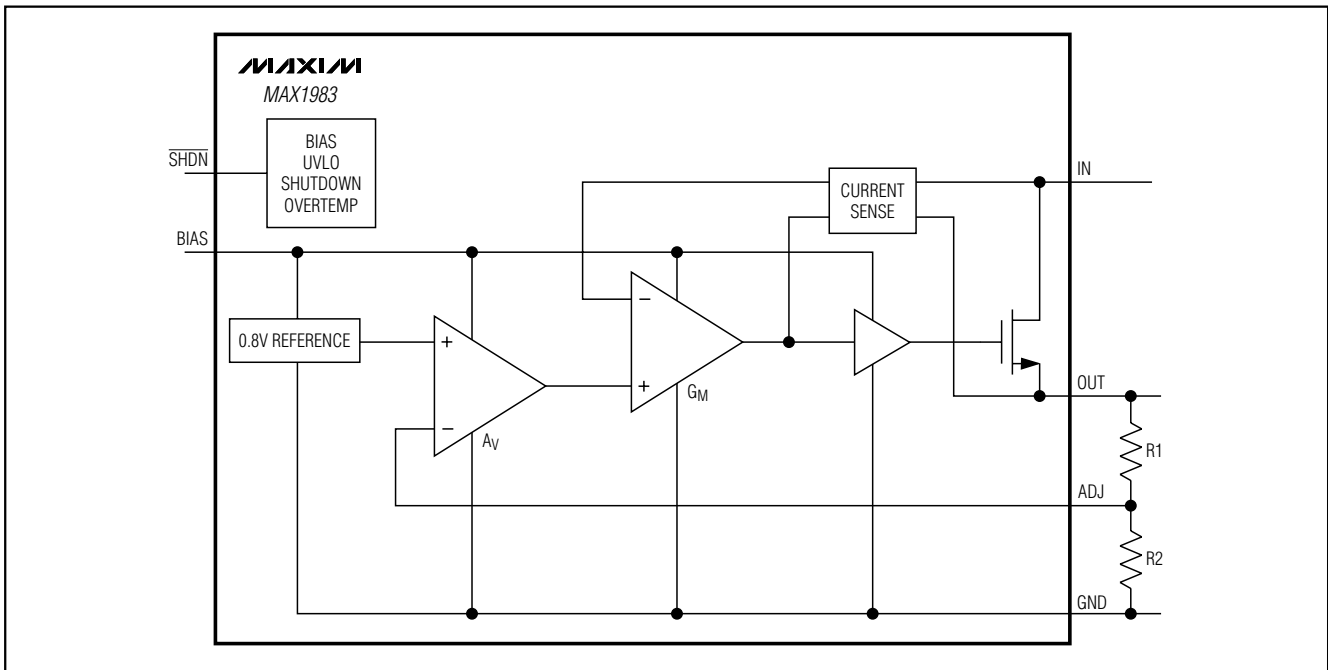 MAXIM
MAX1983
SHDN
BIAS
UVLO
SHUTDOWN
OVERTEMP
IN
CURRENT
SENSE
BIAS
0.8V REFERENCE
+
−
AV
−
+
GM
OUT
R1
ADJ
R2
GND